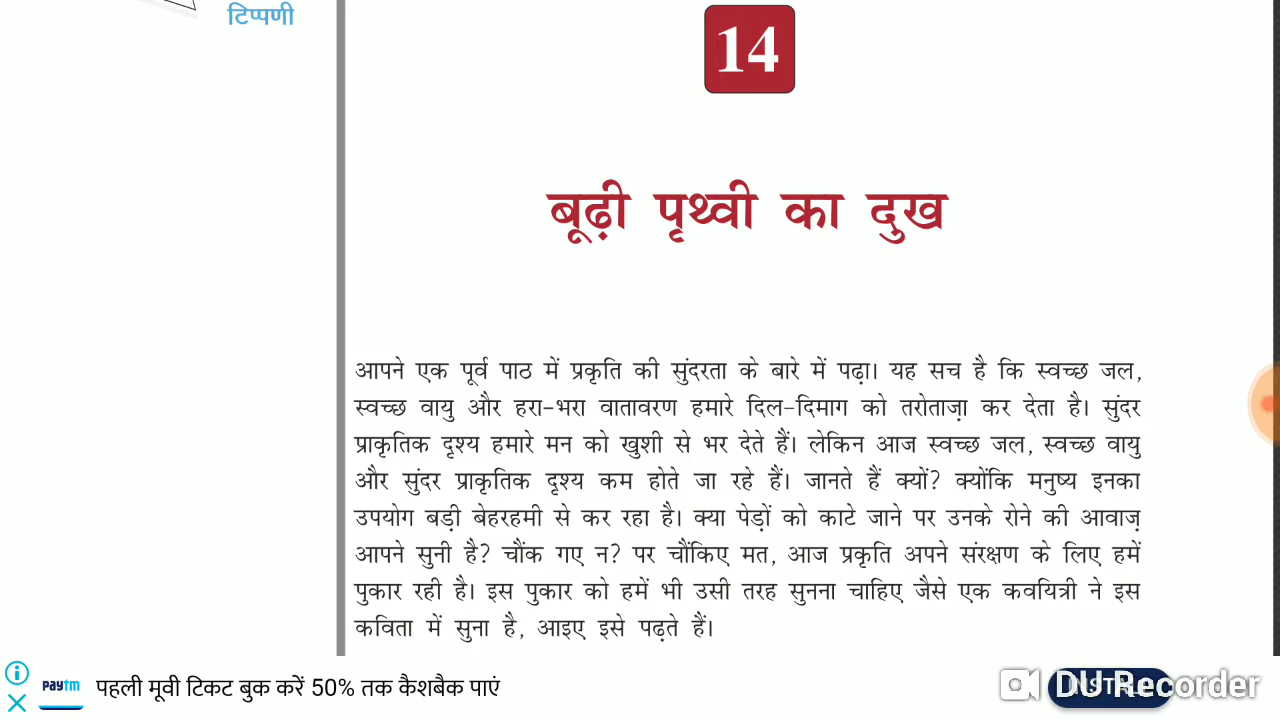 टिप्पणी
14
बूढ़ी पृथ्वी का दुख
आपने एक पूर्व पाठ में प्रकृति की सुंदरता के बारे में पढ़ा। यह सच है कि स्वच्छ जल,
स्वच्छ वायु और हरा-भरा वातावरण हमारे दिल-दिमाग को तरोताज़ा कर देता है। सुंदर
प्राकृतिक दृश्य हमारे मन को खुशी से भर देते हैं। लेकिन आज स्वच्छ जल, स्वच्छ वायु
और सुंदर प्राकृतिक दृश्य कम होते जा रहे हैं। जानते हैं क्यों? क्योंकि मनुष्य इनका
उपयोग बड़ी बेहरहमी से कर रहा है। क्या पेड़ों को काटे जाने पर उनके रोने की आवाज़
आपने सुनी है? चौंक गए न? पर चौंकिए मत, आज प्रकृति अपने संरक्षण के लिए हमें
पुकार रही है। इस पुकार को हमें भी उसी तरह सुनना चाहिए जैसे एक कवयित्री ने इस
कविता में सुना है, आइए इसे पढ़ते हैं।
paytm पहली मूवी टिकट बुक करें 50% तक कैशबैक पाएं
DU Recorder